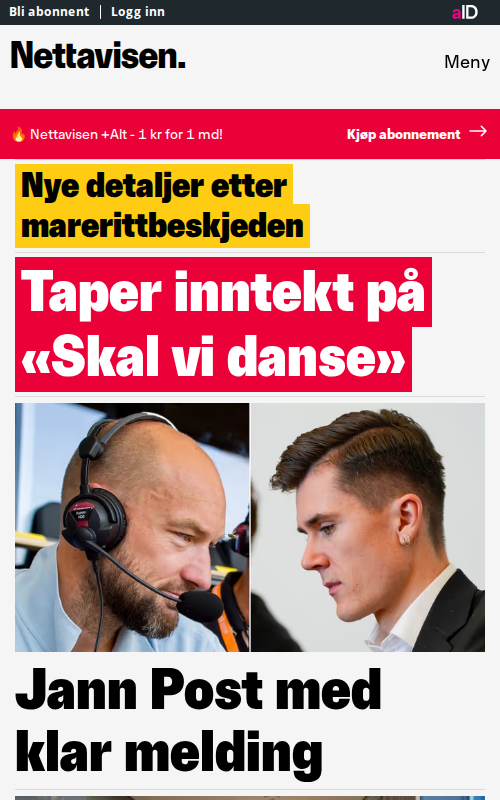 Bli abonnent | Logg inn
aID
Nettavisen.
Meny
🔥 Nettavisen +Alt - 1 kr for 1 md!
Kjøp abonnement →
Nye detaljer etter
marerittbeskjeden
Taper inntekt på
«Skal vi danse»
Jann Post med
klar melding